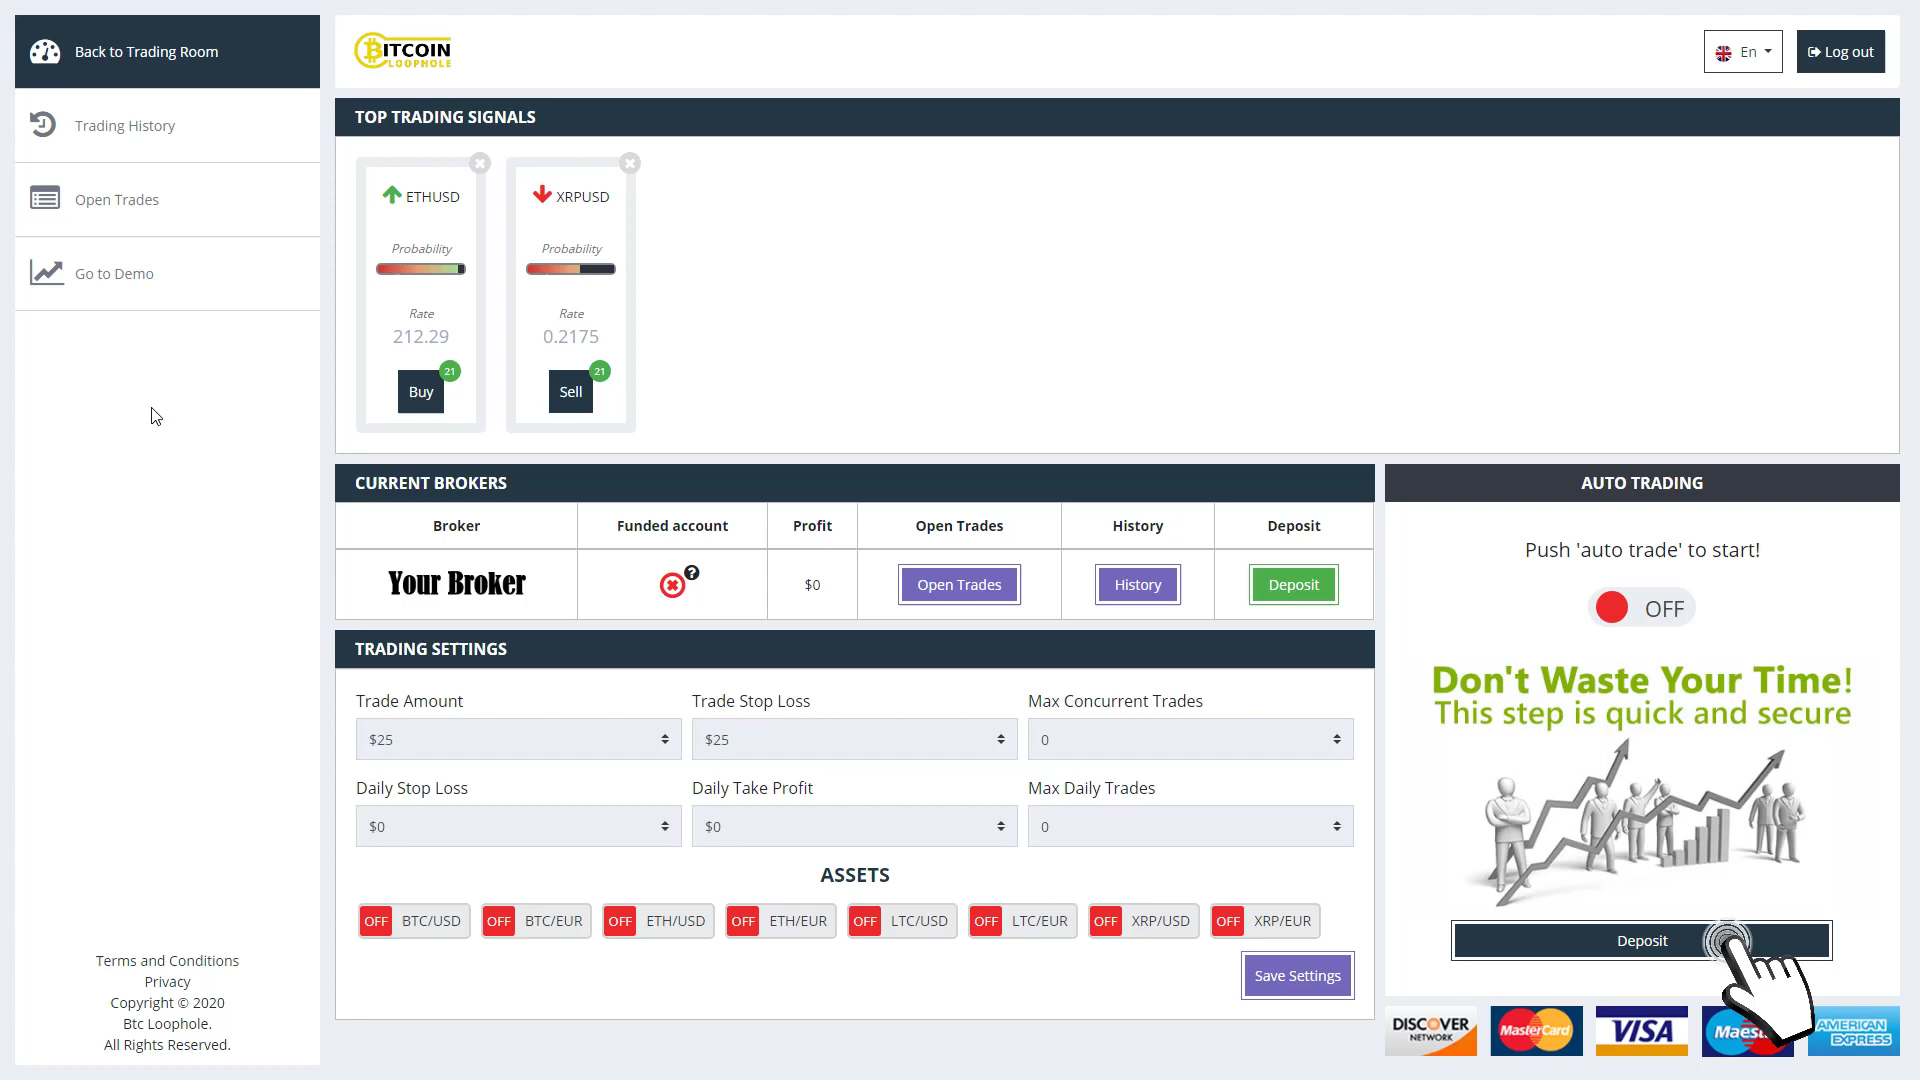 Back to Trading Room
Trading History
Open Trades
Go to Demo
Terms and Conditions
Privacy
Copyright © 2020
Btc Loophole.
All Rights Reserved.
BITCOIN
LOOPHOLE
En
Log out
TOP TRADING SIGNALS
ETHUSD
Probability
Rate
212.29
Buy
21
XRPUSD
Probability
Rate
0.2175
Sell
21
CURRENT BROKERS
Broker Funded account Profit Open Trades History Deposit
Your Broker ? $0 Open Trades History Deposit
TRADING SETTINGS
Trade Amount Trade Stop Loss Max Concurrent Trades
$25 $25 0
Daily Stop Loss Daily Take Profit Max Daily Trades
$0 $0 0
ASSETS
OFF BTC/USD OFF BTC/EUR OFF ETH/USD OFF ETH/EUR OFF LTC/USD OFF LTC/EUR OFF XRP/USD OFF XRP/EUR
Save Settings
AUTO TRADING
Push 'auto trade' to start!
OFF
Don't Waste Your Time!
This step is quick and secure
Deposit
DISCOVER
NETWORK
MasterCard
VISA
AMERICAN
EXPRESS